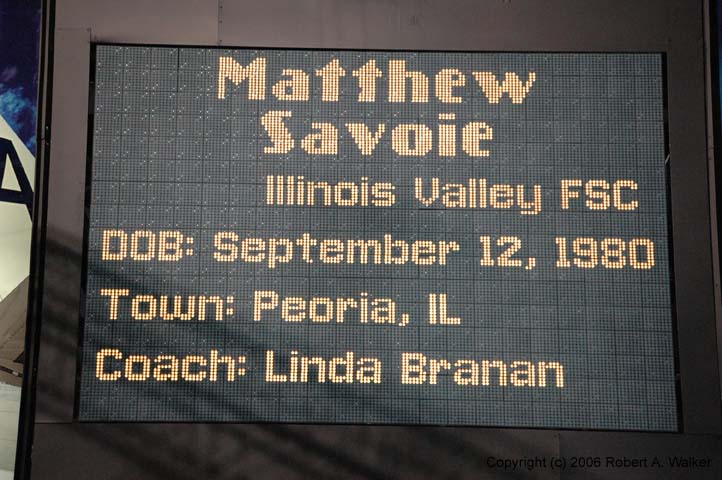 Matthew
Savoie
Illinois Valley FSC
DOB: September 12, 1980
Town: Peoria, IL
Coach: Linda Branan
Copyright (c) 2006 Robert A. Walker